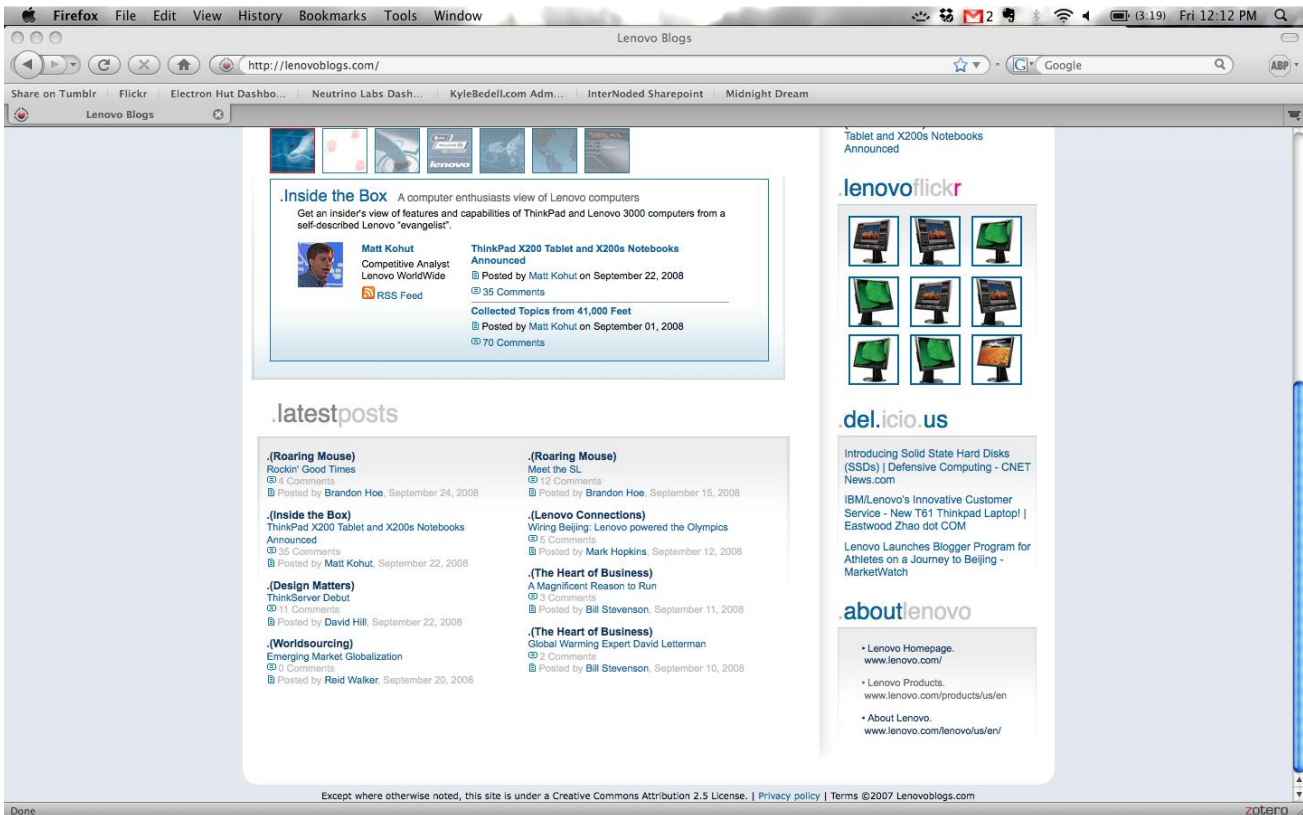 Firefox File Edit View History Bookmarks Tools Window
2 (3:19) Fri 12:12 PM
Lenovo Blogs
http://lenovoblogs.com/
Google
ABP
Share on Tumblr Flickr Electron Hut Dashbo... Neutrino Labs Dash... KyleBedell.com Adm... InterNoded Sharepoint Midnight Dream
Lenovo Blogs
lenovo
.Inside the Box A computer enthusiasts view of Lenovo computers
Get an insider's view of features and capabilities of ThinkPad and Lenovo 3000 computers from a
self-described Lenovo "evangelist".
Matt Kohut
Competitive Analyst
Lenovo WorldWide
RSS Feed
ThinkPad X200 Tablet and X200s Notebooks
Announced
Posted by Matt Kohut on September 22, 2008
35 Comments
Collected Topics from 41,000 Feet
Posted by Matt Kohut on September 01, 2008
70 Comments
.latestposts
.(Roaring Mouse)
Rockin' Good Times
4 Comments
Posted by Brandon Hoe, September 24, 2008
.(Inside the Box)
ThinkPad X200 Tablet and X200s Notebooks
Announced
35 Comments
Posted by Matt Kohut, September 22, 2008
.(Design Matters)
ThinkServer Debut
11 Comments
Posted by David Hill, September 22, 2008
.(Worldsourcing)
Emerging Market Globalization
0 Comments
Posted by Reid Walker, September 20, 2008
.(Roaring Mouse)
Meet the SL
12 Comments
Posted by Brandon Hoe, September 15, 2008
.(Lenovo Connections)
Wiring Beijing: Lenovo powered the Olympics
5 Comments
Posted by Mark Hopkins, September 12, 2008
.(The Heart of Business)
A Magnificent Reason to Run
3 Comments
Posted by Bill Stevenson, September 11, 2008
.(The Heart of Business)
Global Warming Expert David Letterman
2 Comments
Posted by Bill Stevenson, September 10, 2008
Tablet and X200s Notebooks
Announced
.lenovoflickr
.del.icio.us
Introducing Solid State Hard Disks
(SSDs) | Defensive Computing - CNET
News.com
IBM/Lenovo's Innovative Customer
Service - New T61 Thinkpad Laptop! |
Eastwood Zhao dot COM
Lenovo Launches Blogger Program for
Athletes on a Journey to Beijing -
MarketWatch
.aboutlenovo
• Lenovo Homepage.
www.lenovo.com/
• Lenovo Products.
www.lenovo.com/products/us/en
• About Lenovo.
www.lenovo.com/lenovo/us/en/
Except where otherwise noted, this site is under a Creative Commons Attribution 2.5 License. | Privacy policy | Terms ©2007 Lenovoblogs.com
Done
zotero